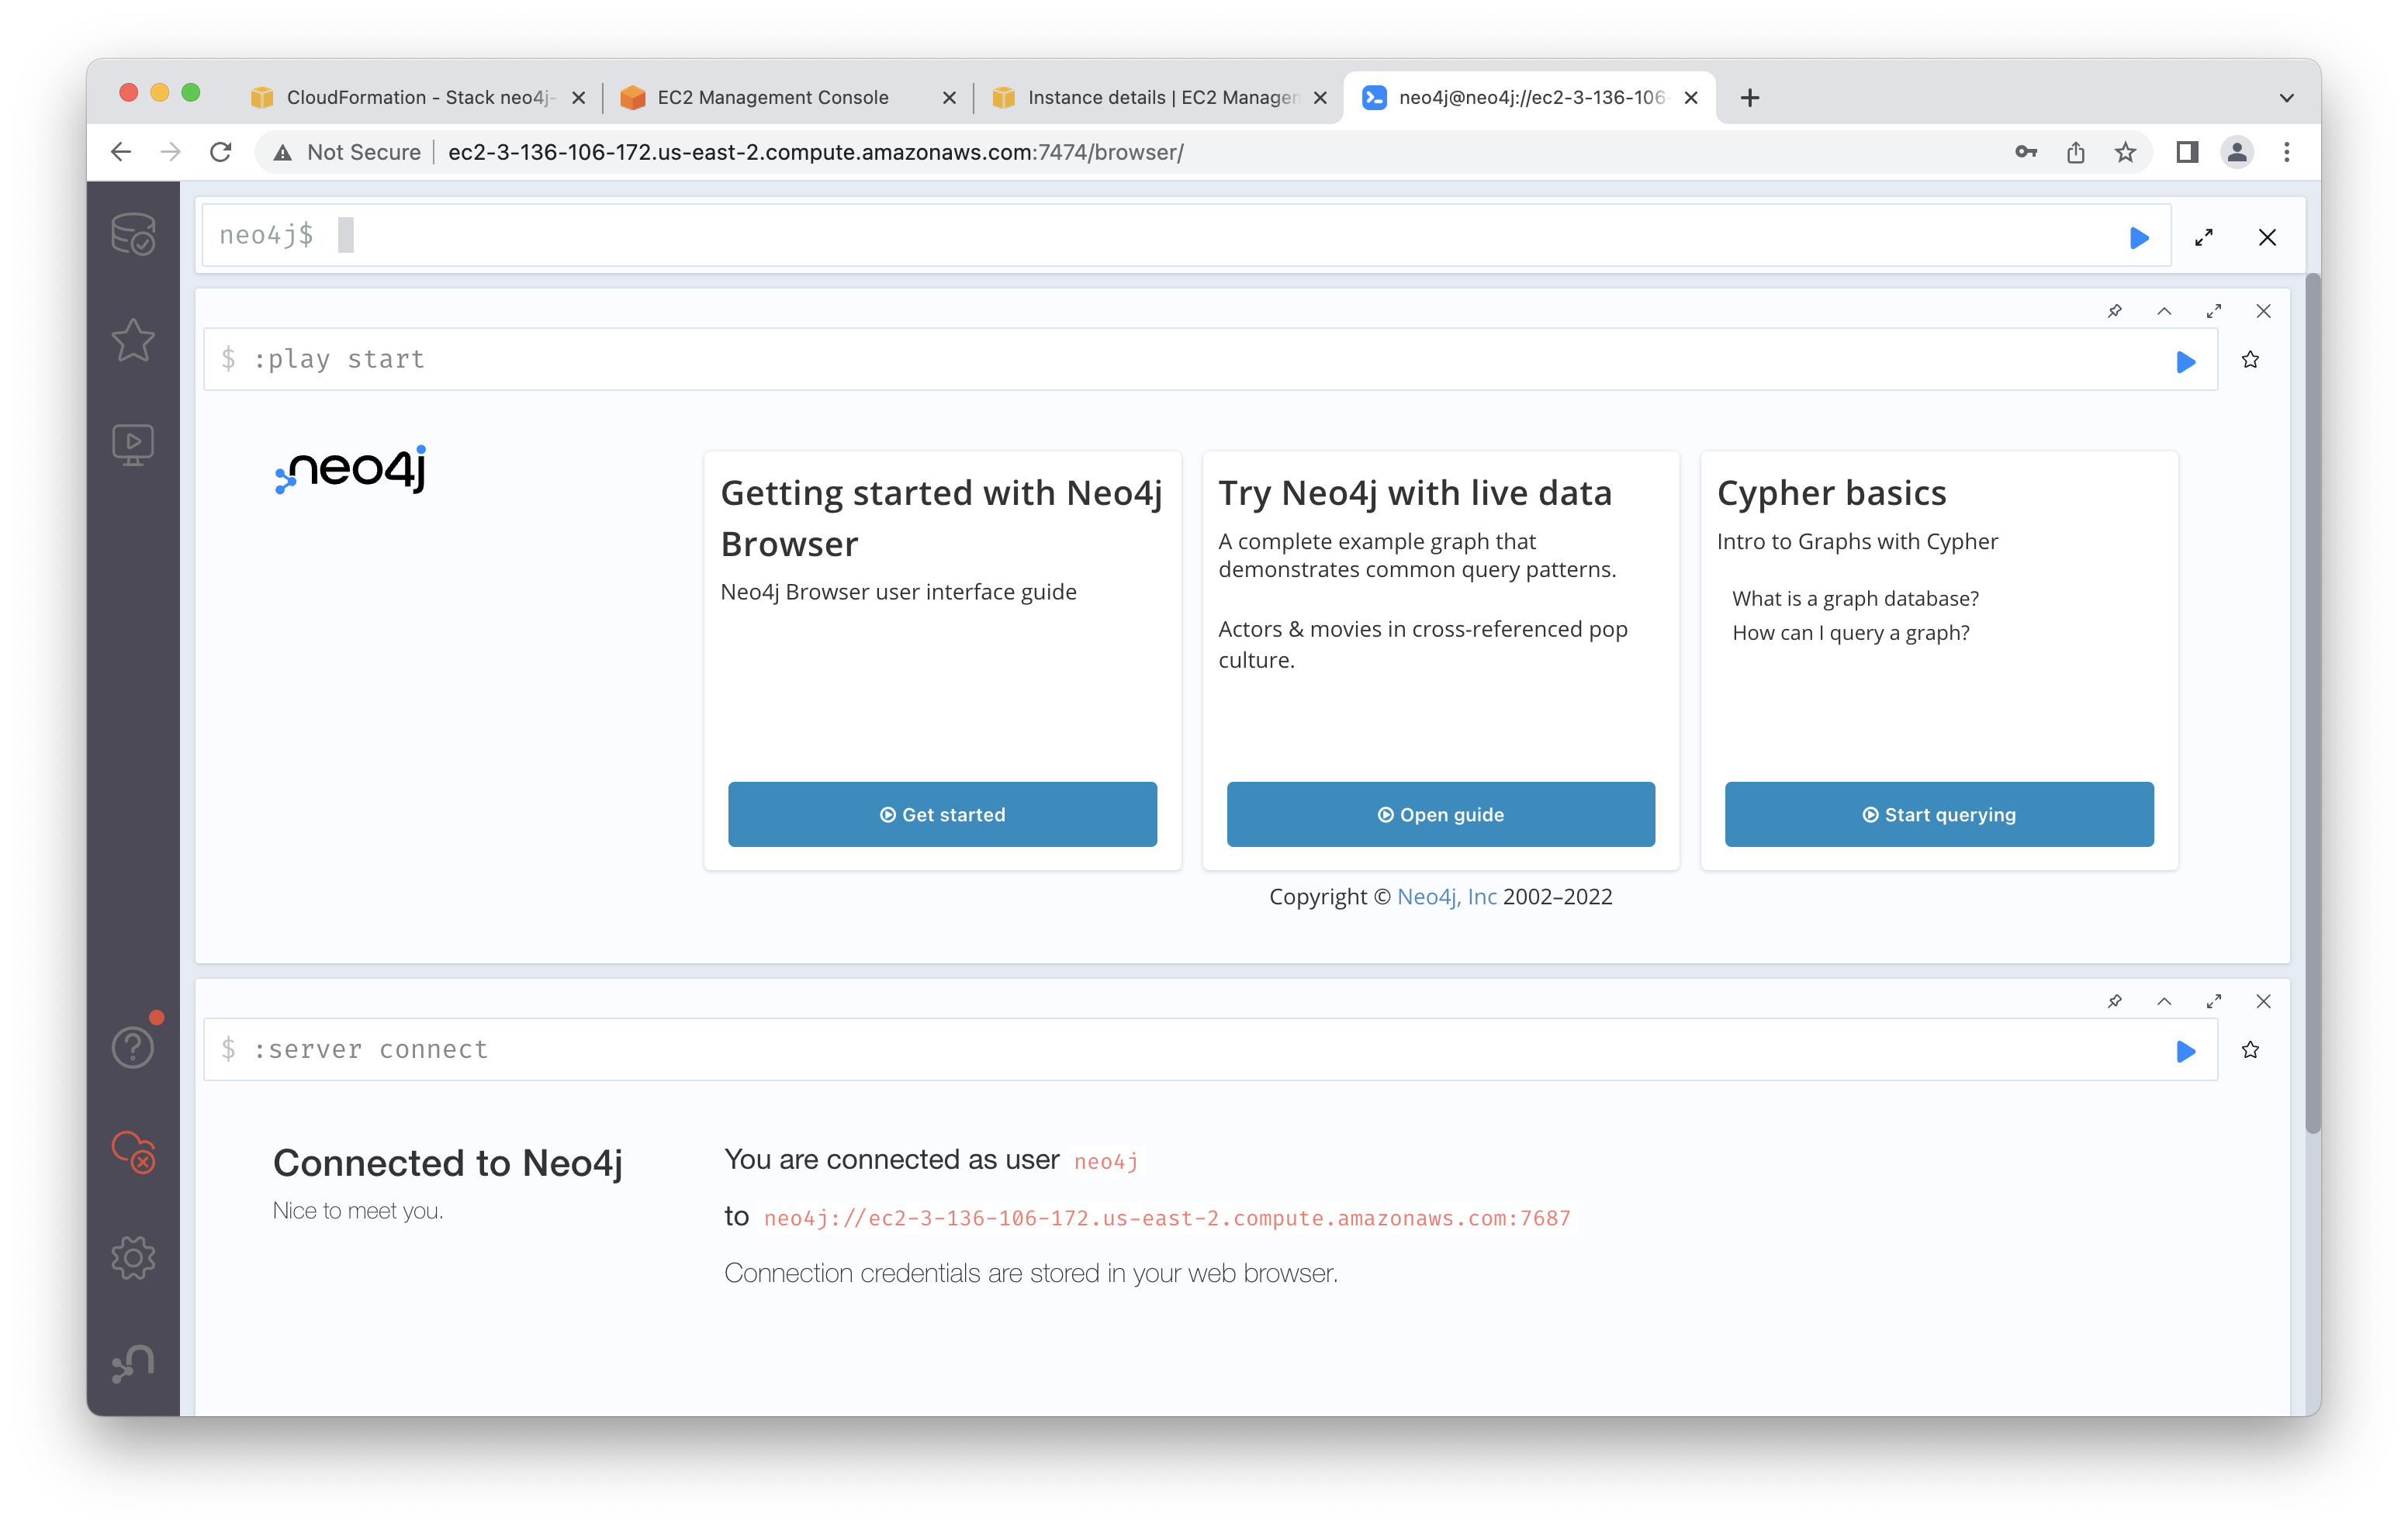 CloudFormation - Stack neo4j-
EC2 Management Console
Instance details | EC2 Manager
neo4j@neo4j://ec2-3-136-106-
Not Secure
ec2-3-136-106-172.us-east-2.compute.amazonaws.com:7474/browser/
neo4j$
$ :play start
neo4j
Getting started with Neo4j
Browser
Neo4j Browser user interface guide
Get started
Try Neo4j with live data
A complete example graph that
demonstrates common query patterns.
Actors & movies in cross-referenced pop
culture.
Open guide
Cypher basics
Intro to Graphs with Cypher
What is a graph database?
How can I query a graph?
Start querying
Copyright © Neo4j, Inc 2002–2022
$ :server connect
Connected to Neo4j
Nice to meet you.
You are connected as user neo4j
to neo4j://ec2-3-136-106-172.us-east-2.compute.amazonaws.com:7687
Connection credentials are stored in your web browser.